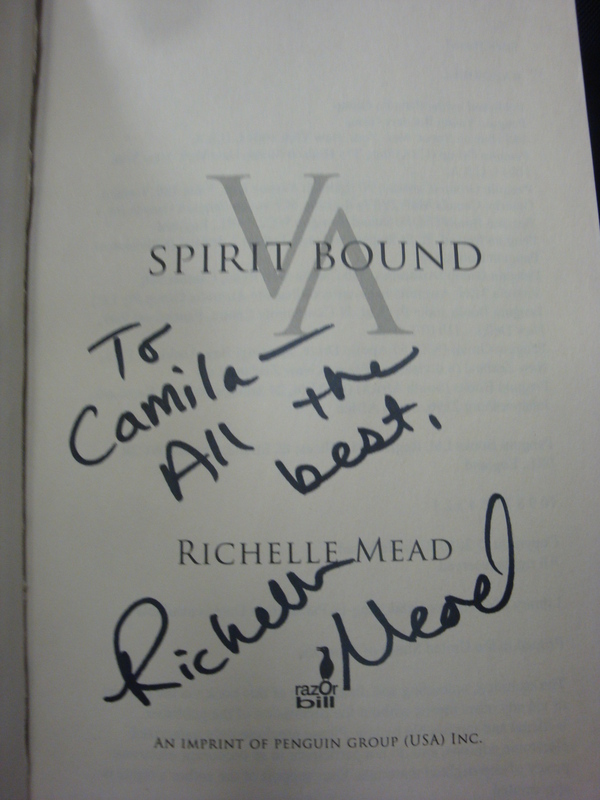 VA
SPIRIT BOUND
To
Camila—
All the
best.
RICHELLE MEAD
Richelle Mead
razOr
bill
AN IMPRINT OF PENGUIN GROUP (USA) INC.